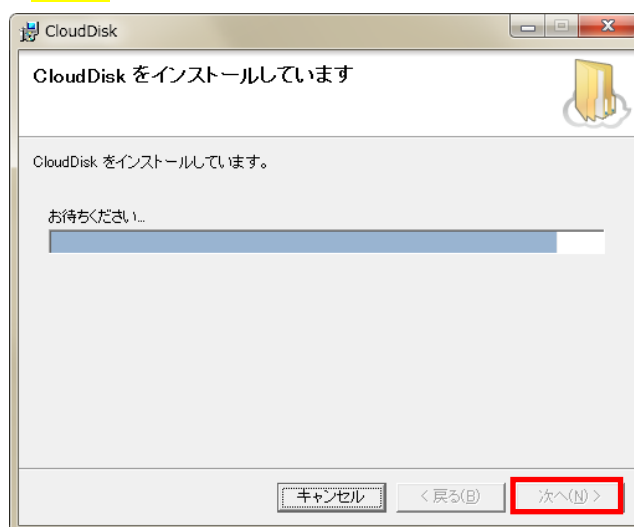 CloudDisk
CloudDisk をインストールしています
CloudDisk をインストールしています。
お待ちください...
キャンセル
< 戻る(B)
次へ(N) >